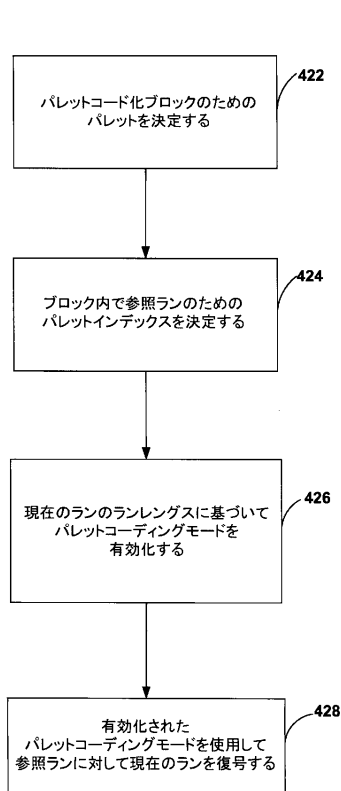 422
パレットコード化ブロックのための
パレットを決定する
424
ブロック内で参照ランのための
パレットインデックスを決定する
426
現在のランのランレングスに基づいて
パレットコーディングモードを
有効化する
428
有効化された
パレットコーディングモードを使用して
参照ランに対して現在のランを復号する